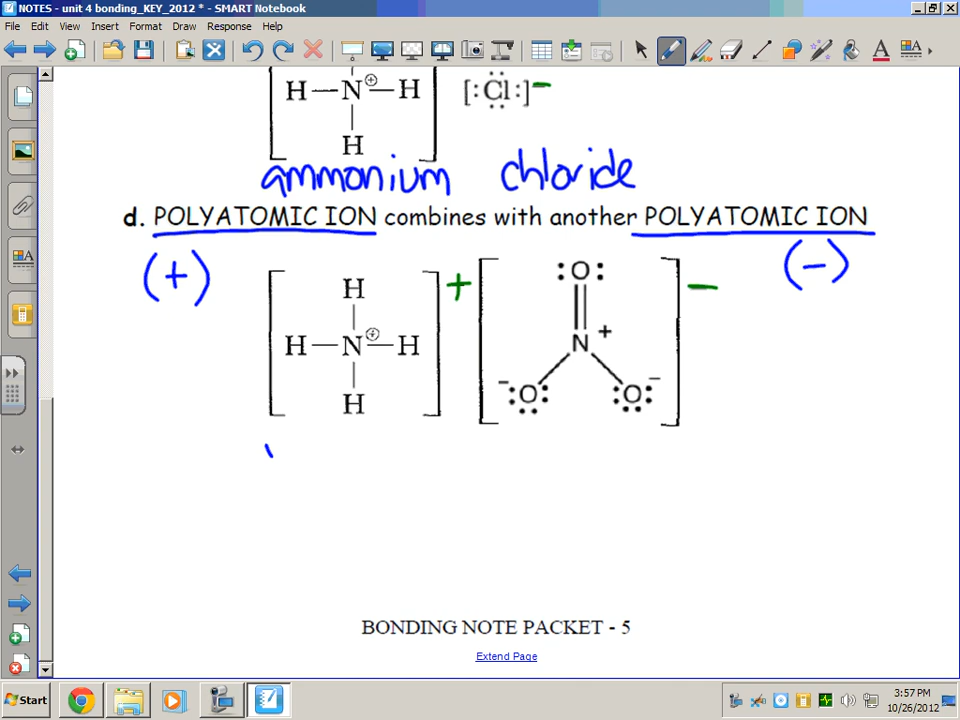 NOTES - unit 4 bonding_KEY_2012 * - SMART Notebook
File Edit View Insert Format Response Help
H — N ⊕ — H [:Cl:] −
H
ammonium chloride
d. POLYATOMIC ION combines with another POLYATOMIC ION
(+) (−)
H + :O: −
H — N ⊕ — H N +
− :O: :O: −
H
BONDING NOTE PACKET - 5
Extend Page
Start
3:57 PM
10/26/2012